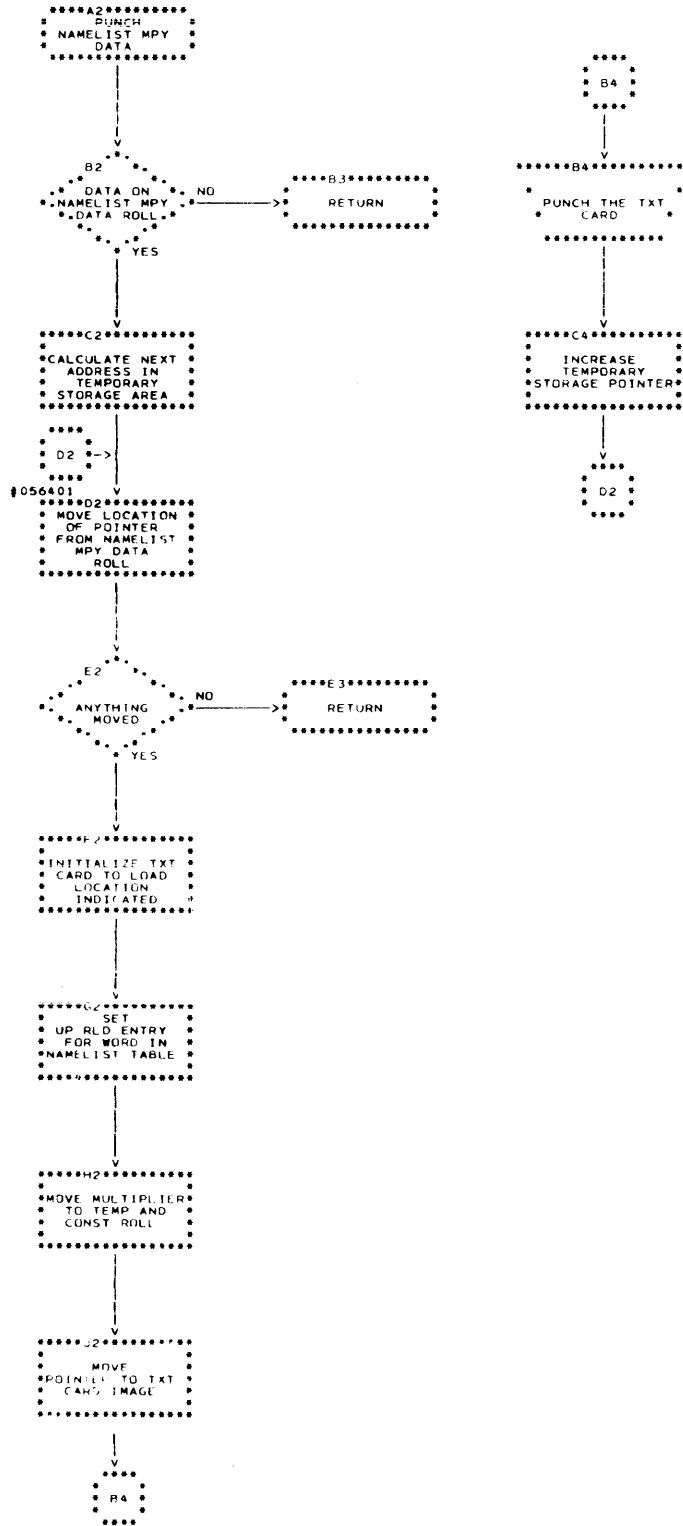 A2
PUNCH
NAMELIST MPY
DATA
B2
DATA ON
NAMELIST MPY
DATA ROLL
NO
YES
B3
RETURN
C2
CALCULATE NEXT
ADDRESS IN
TEMPORARY
STORAGE AREA
D2
#056401
D2
MOVE LOCATION
OF POINTER
FROM NAMELIST
MPY DATA
ROLL
E2
ANYTHING
MOVED
NO
YES
E3
RETURN
F2
INITIALIZE TXT
CARD TO LOAD
LOCATION
INDICATED
G2
SET
UP RLD ENTRY
FOR WORD IN
NAMELIST TABLE
H2
MOVE MULTIPLIER
TO TEMP AND
CONST ROLL
J2
MOVE
POINTER TO TXT
CARD IMAGE
B4
B4
B4
PUNCH THE TXT
CARD
C4
INCREASE
TEMPORARY
STORAGE POINTER
D2